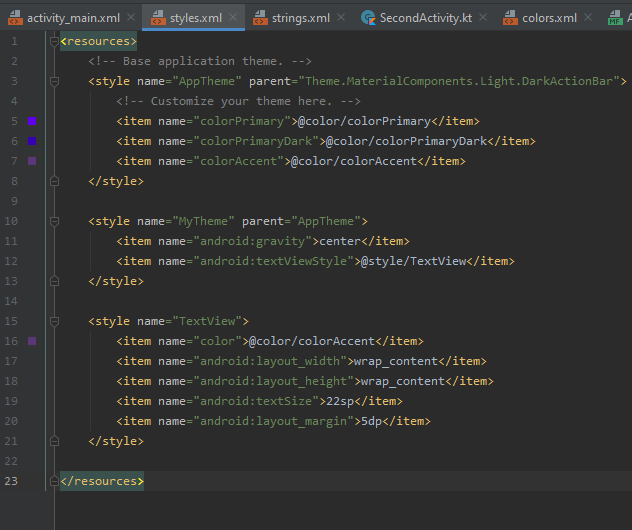 activity_main.xml styles.xml strings.xml SecondActivity.kt colors.xml A
1 <resources>
2 <!-- Base application theme. -->
3 <style name="AppTheme" parent="Theme.MaterialComponents.Light.DarkActionBar">
4 <!-- Customize your theme here. -->
5 <item name="colorPrimary">@color/colorPrimary</item>
6 <item name="colorPrimaryDark">@color/colorPrimaryDark</item>
7 <item name="colorAccent">@color/colorAccent</item>
8 </style>
9
10 <style name="MyTheme" parent="AppTheme">
11 <item name="android:gravity">center</item>
12 <item name="android:textViewStyle">@style/TextView</item>
13 </style>
14
15 <style name="TextView">
16 <item name="color">@color/colorAccent</item>
17 <item name="android:layout_width">wrap_content</item>
18 <item name="android:layout_height">wrap_content</item>
19 <item name="android:textSize">22sp</item>
20 <item name="android:layout_margin">5dp</item>
21 </style>
22
23 </resources>